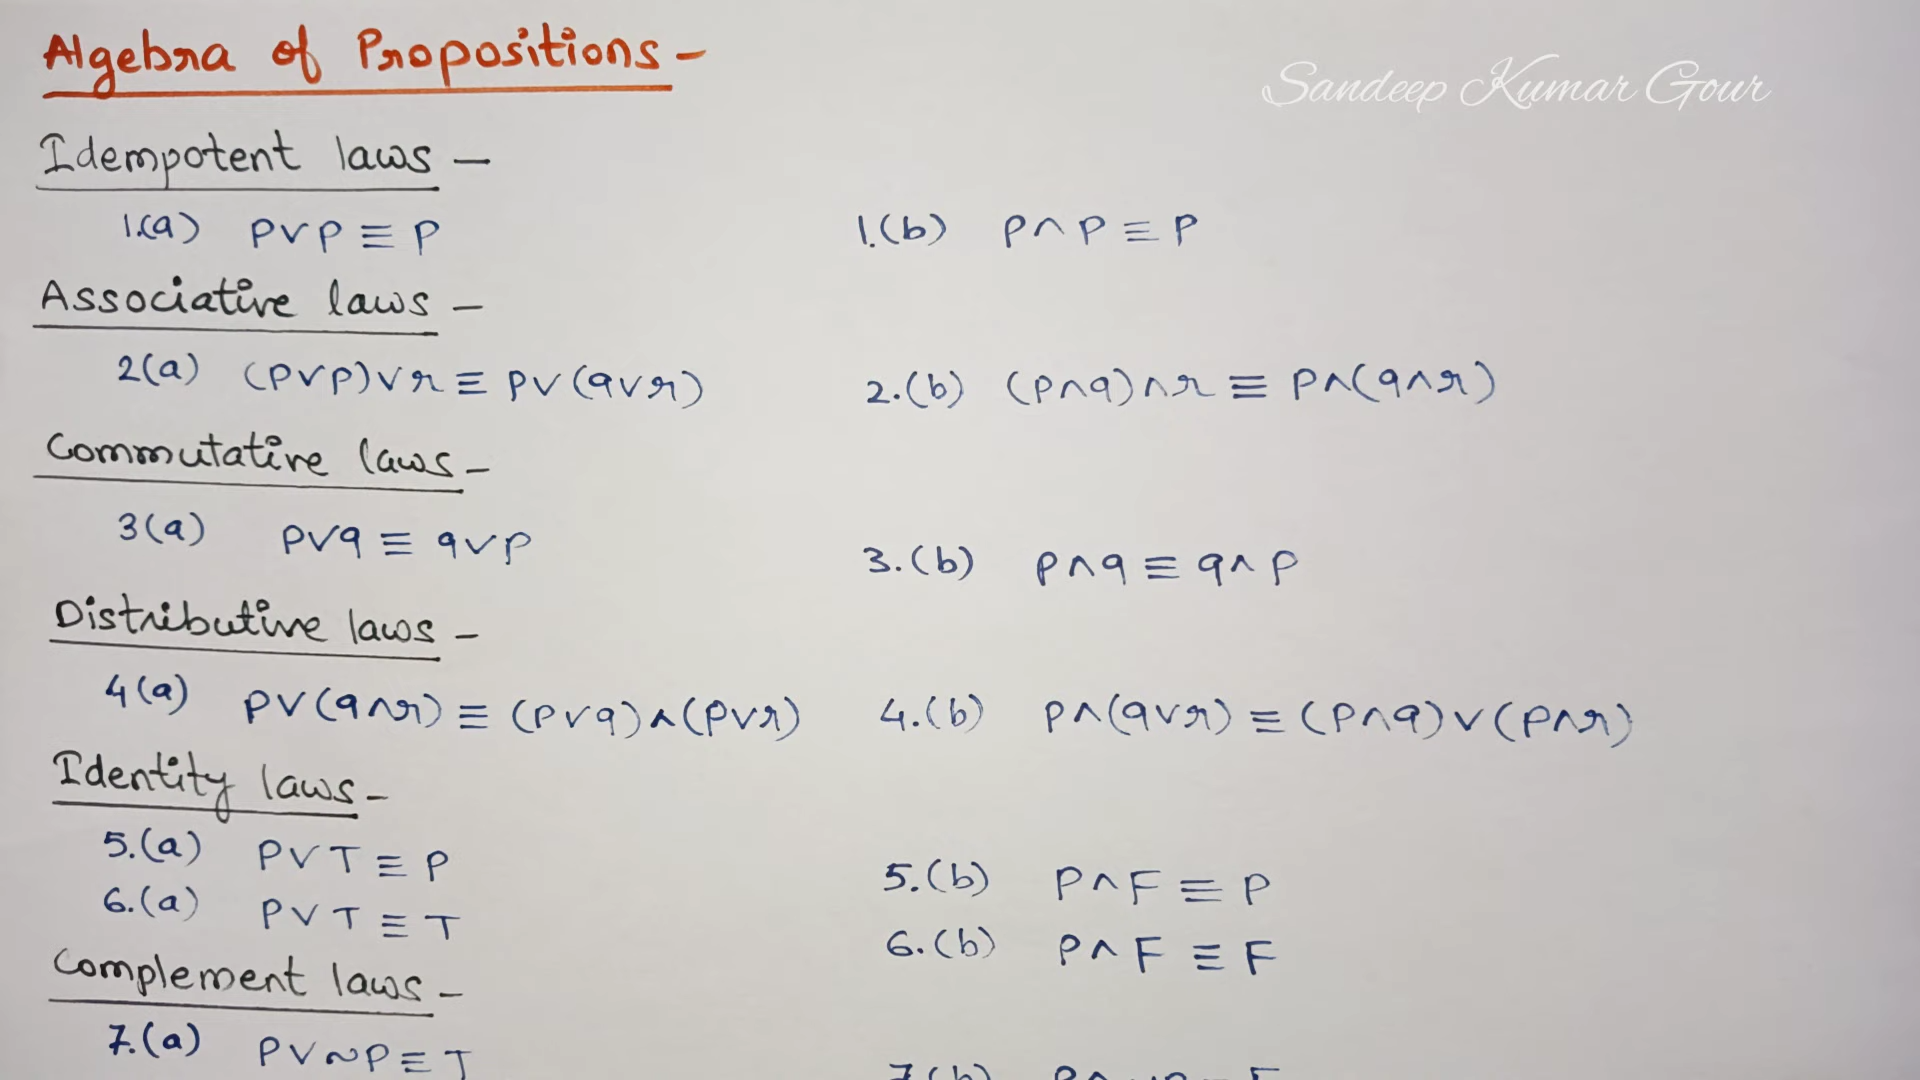 Algebra of Propositions -
Sandeep Kumar Gour
Idempotent laws -
1.(a) p∨p ≡ p
1.(b) p∧p ≡ p
Associative laws -
2(a) (p∨p)∨r ≡ p∨(q∨r)
2.(b) (p∧q)∧r ≡ p∧(q∧r)
Commutative laws -
3(a) p∨q ≡ q∨p
3.(b) p∧q ≡ q∧p
Distributive laws -
4(a) p∨(q∧r) ≡ (p∨q)∧(p∨r)
4.(b) p∧(q∨r) ≡ (p∧q)∨(p∧r)
Identity laws -
5.(a) p∨T ≡ p
5.(b) p∧F ≡ p
6.(a) p∨T ≡ T
6.(b) p∧F ≡ F
Complement laws -
7.(a) p∨~p ≡ T
7.(b)